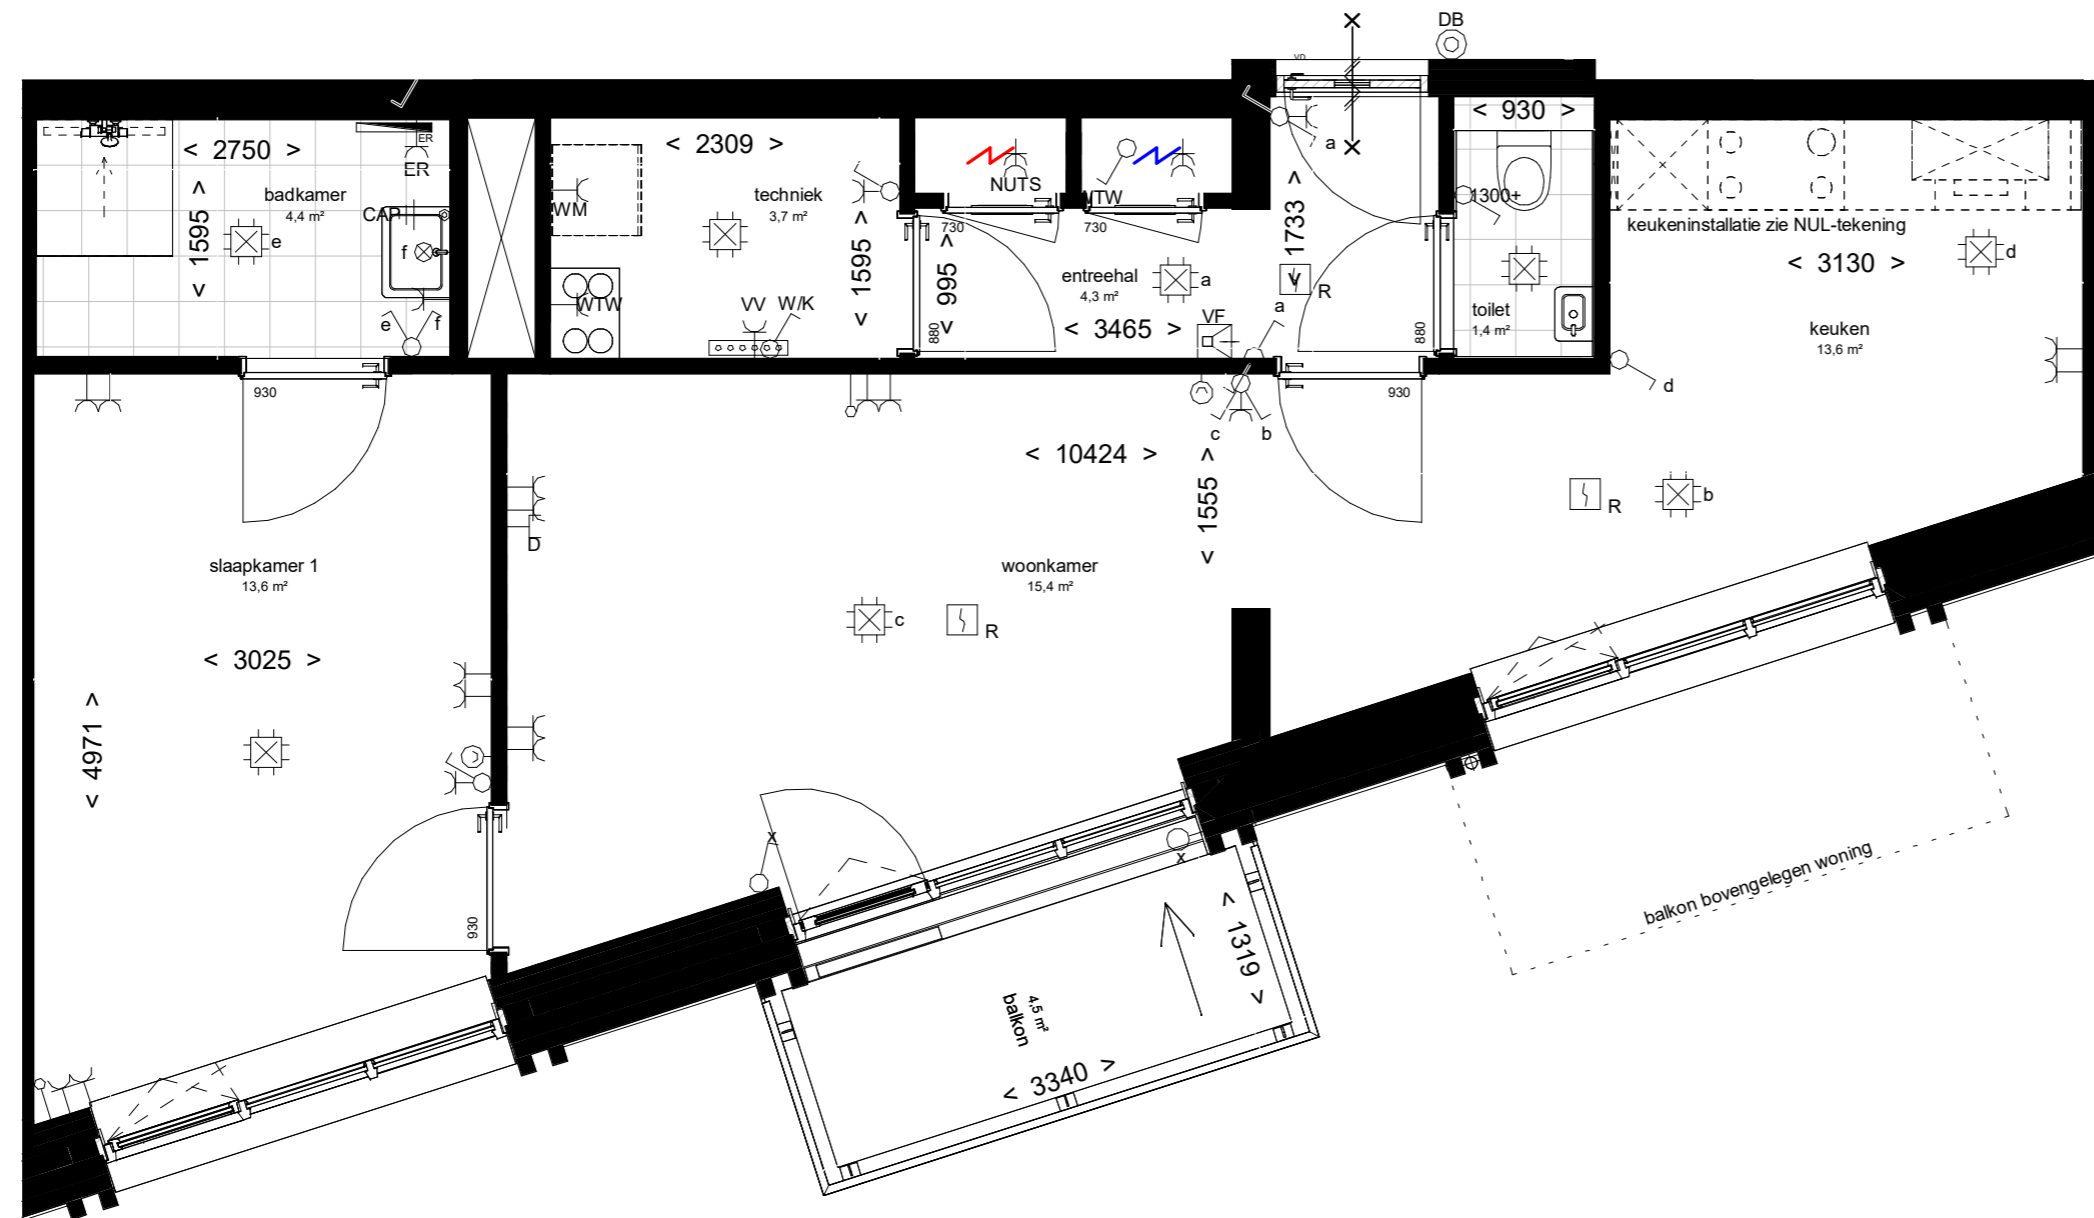 DB
VD
< 930 >
a
< 2750 >
ER
ER
badkamer
4,4 m²
CAP
< 1595 >
e
f
e
f
930
< 2309 >
techniek
3,7 m²
WM
WTW
VV W/K
< 1595 >
NUTS
WTW
730
730
< 995 >
880
entreehal
4,3 m²
a
< 3465 >
< 1733 >
R
VF
a
880
1300+
toilet
1,4 m²
keukeninstallatie zie NUL-tekening
< 3130 >
d
keuken
13,6 m²
d
930
c
b
< 10424 >
< 1555 >
R
b
D
slaapkamer 1
13,6 m²
woonkamer
15,4 m²
c
R
< 3025 >
< 4971 >
930
x
x
< 1319 >
4,5 m²
balkon
< 3340 >
balkon bovengelegen woning